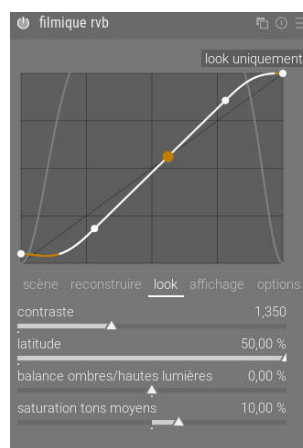 filmique rvb
look uniquement
scène reconstruire look affichage options
contraste 1,350
latitude 50,00 %
balance ombres/hautes lumières 0,00 %
saturation tons moyens 10,00 %